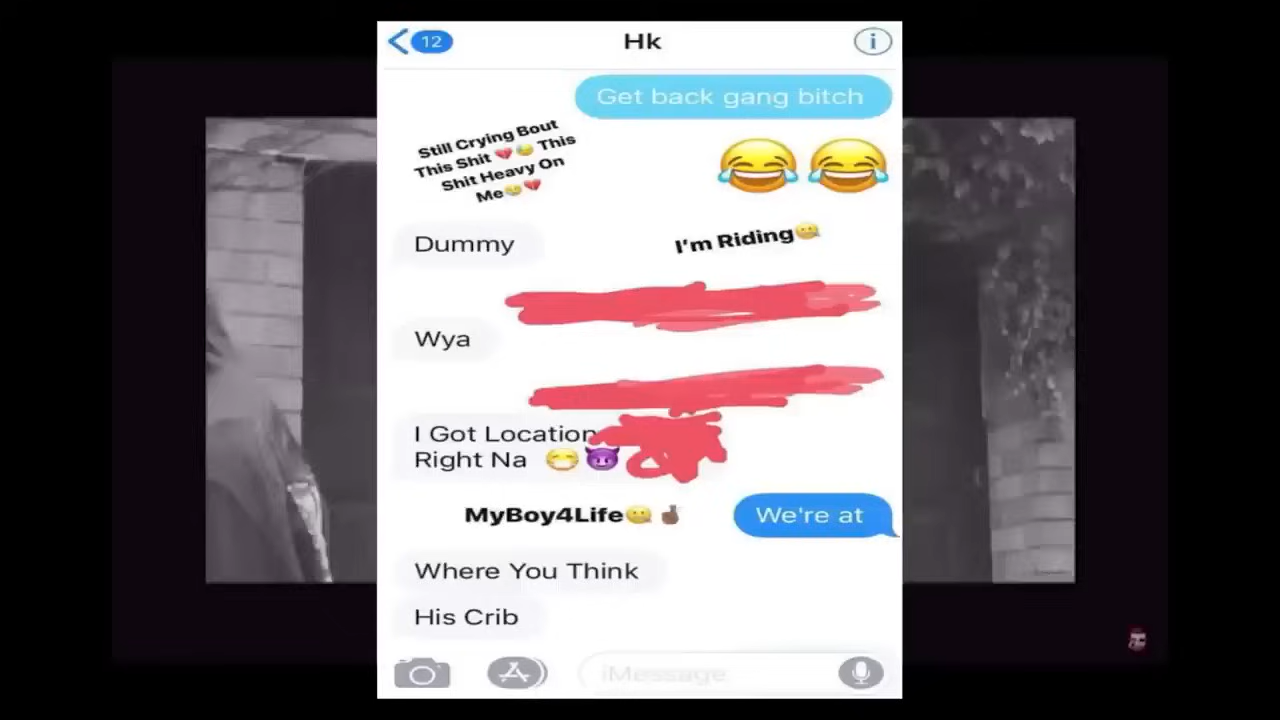 12
Hk
Get back gang bitch
Still Crying Bout
This Shit 💔😢 This
Shit Heavy On
Me😢💔
😂😂
Dummy
I'm Riding🤐
Wya
I Got Location
Right Na 😷😈
MyBoy4Life🤐🤞🏾
We're at
Where You Think
His Crib
iMessage